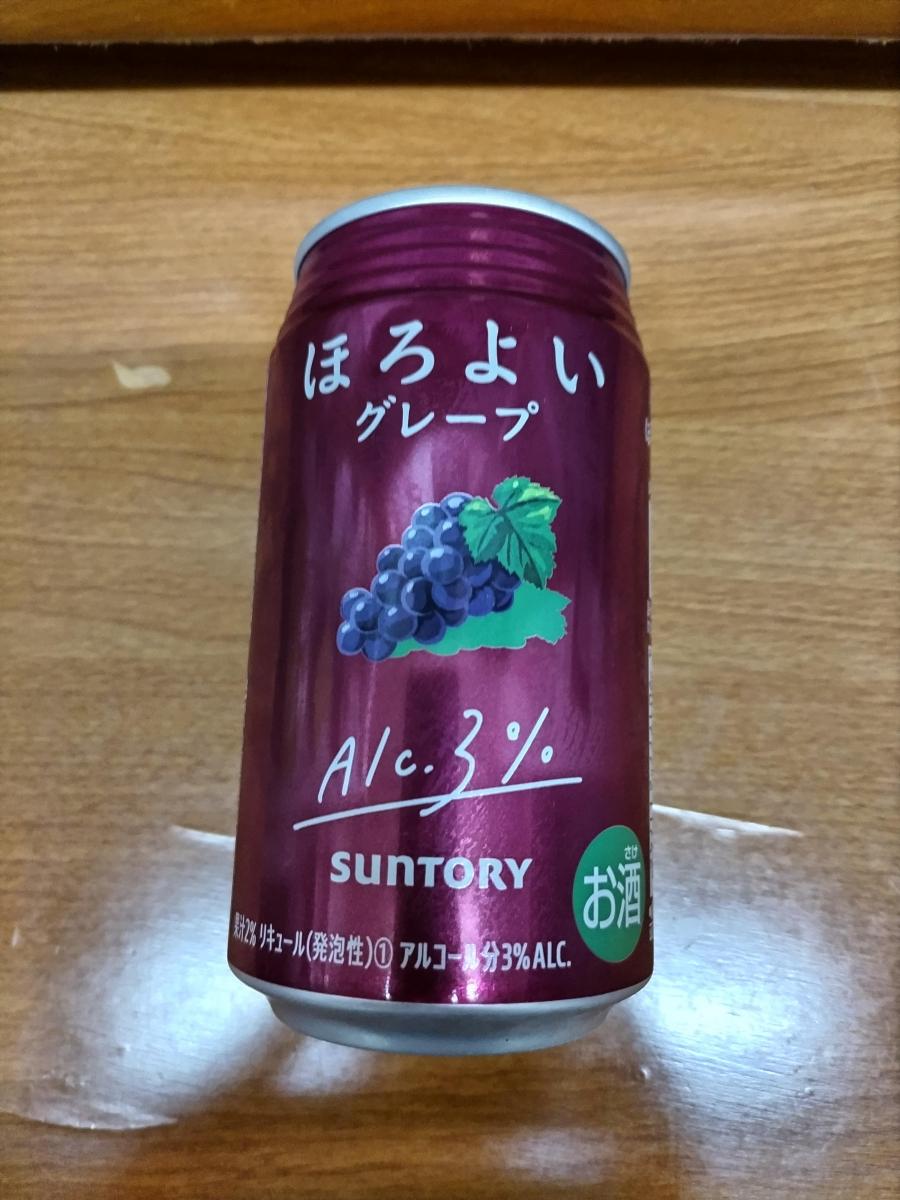 ほろよい
グレープ
Alc.3%
SUNTORY
さけ
お酒
果汁2% リキュール(発泡性)① アルコール分3%ALC.